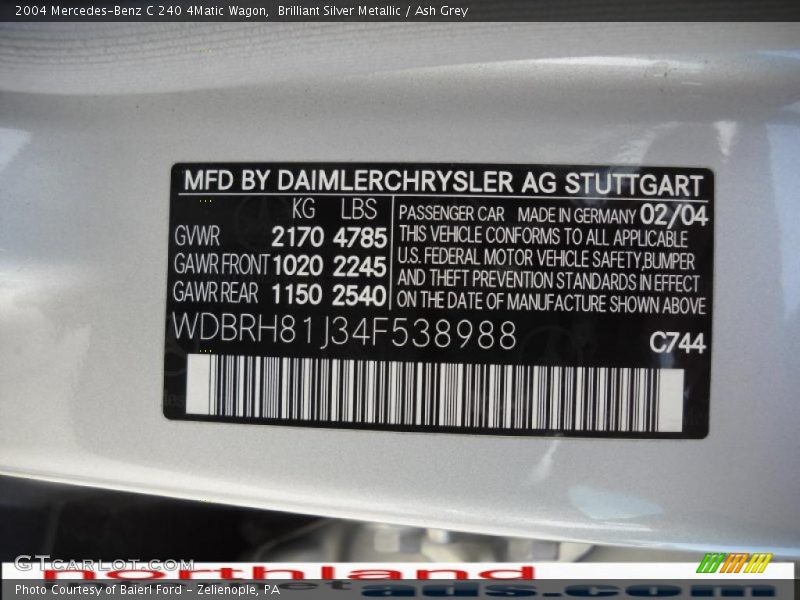 2004 Mercedes-Benz C 240 4Matic Wagon,  Brilliant Silver Metallic / Ash Grey
MFD BY DAIMLERCHRYSLER AG STUTTGART
KG LBS
GVWR 2170 4785
GAWR FRONT 1020 2245
GAWR REAR 1150 2540
PASSENGER CAR MADE IN GERMANY 02/04
THIS VEHICLE CONFORMS TO ALL APPLICABLE
U.S. FEDERAL MOTOR VEHICLE SAFETY,BUMPER
AND THEFT PREVENTION STANDARDS IN EFFECT
ON THE DATE OF MANUFACTURE SHOWN ABOVE
WDBRH81J34F538988
C744
GTCARLOT.COM
northland
ads.com
Photo Courtesy of Baierl Ford - Zelienople, PA